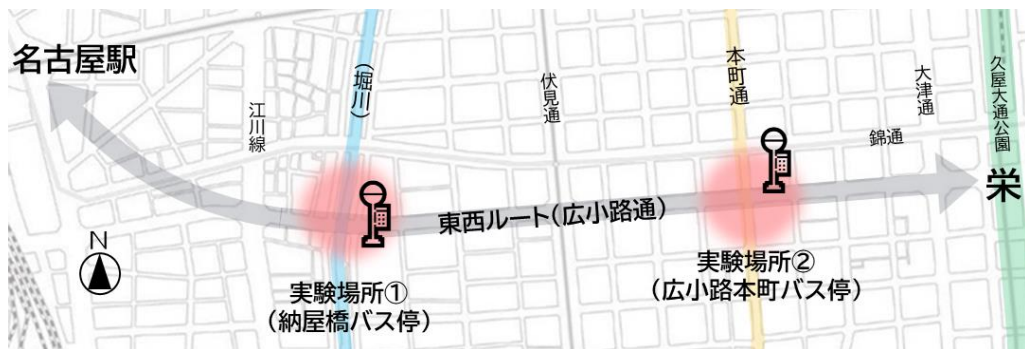 名古屋駅
江川線
(堀川)
伏見通
本町通
大津通
久屋大通公園
錦通
栄
東西ルート(広小路通)
N
実験場所①
(納屋橋バス停)
実験場所②
(広小路本町バス停)